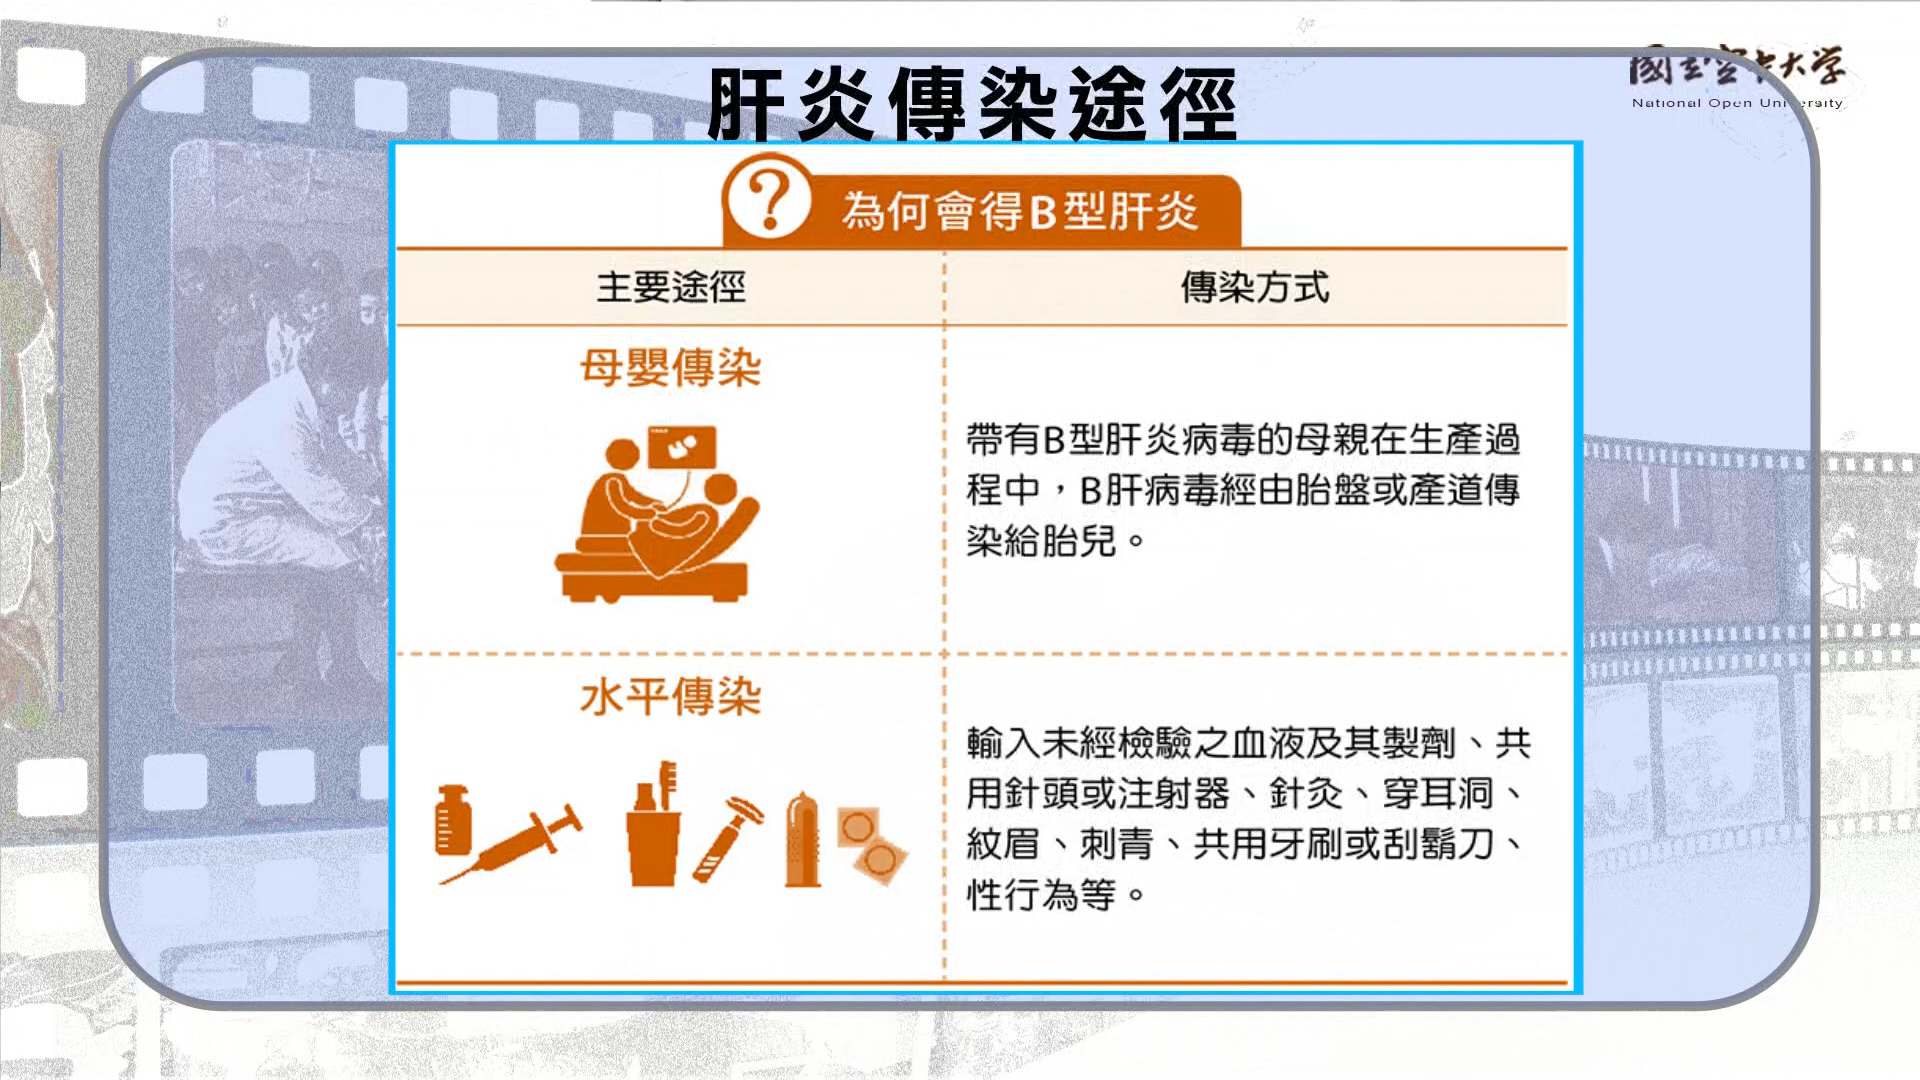 肝炎傳染途徑
國立空中大学
National Open University
?
為何會得B型肝炎
主要途徑
傳染方式
母嬰傳染
帶有B型肝炎病毒的母親在生產過
程中，B肝病毒經由胎盤或產道傳
染給胎兒。
水平傳染
輸入未經檢驗之血液及其製劑、共
用針頭或注射器、針灸、穿耳洞、
紋眉、刺青、共用牙刷或刮鬍刀、
性行為等。